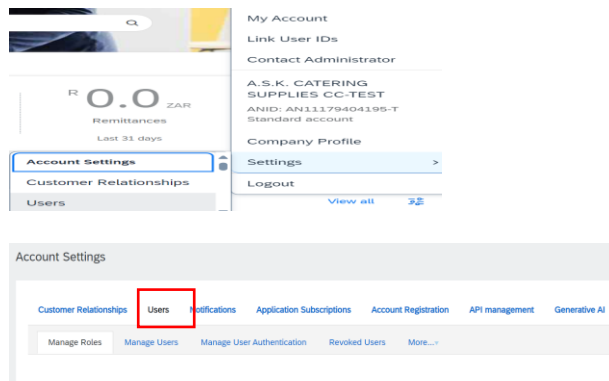 My Account
Link User IDs
Contact Administrator
A.S.K. CATERING
SUPPLIES CC-TEST
ANID: AN11179404195-T
Standard account
R 0.0 ZAR
Remittances
Last 31 days
Company Profile
Account Settings
Settings >
Customer Relationships
Logout
Users
View all
Account Settings
Customer Relationships Users Notifications Application Subscriptions Account Registration API management Generative AI
Manage Roles Manage Users Manage User Authentication Revoked Users More...